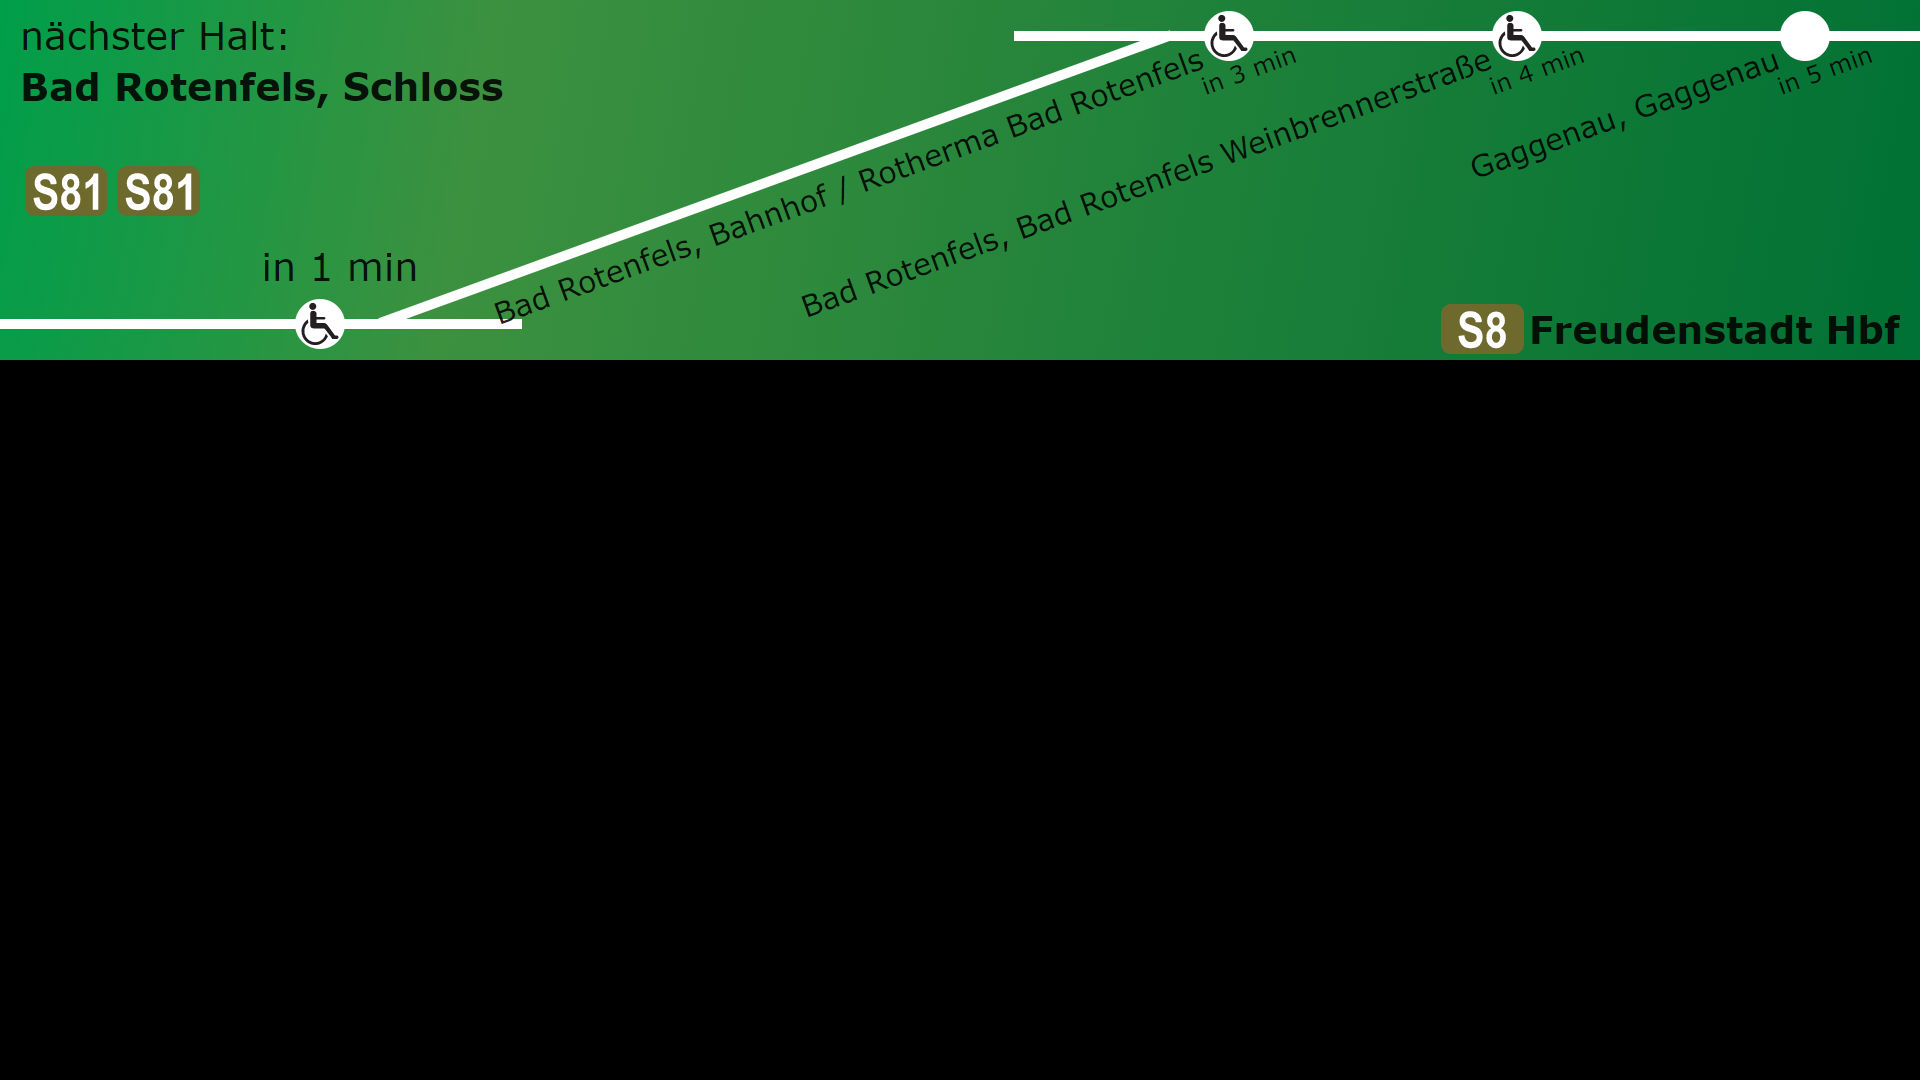 nächster Halt:
Bad Rotenfels, Schloss
S81 S81
in 1 min
Bad Rotenfels, Bahnhof / Rotherma Bad Rotenfels
in 3 min
Bad Rotenfels, Bad Rotenfels Weinbrennerstraße
in 4 min
Gaggenau, Gaggenau
in 5 min
S8 Freudenstadt Hbf